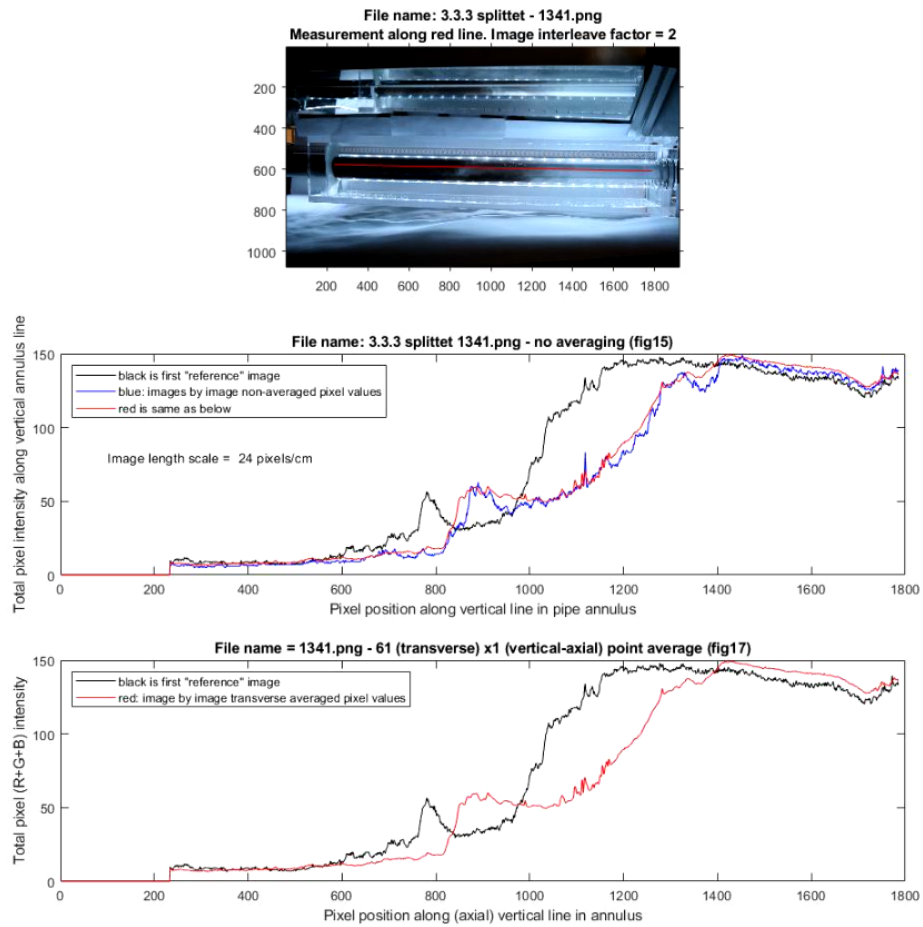 File name: 3.3.3 splittet - 1341.png
Measurement along red line. Image interleave factor = 2
200
400
600
800
1000
200 400 600 800 1000 1200 1400 1600 1800
File name: 3.3.3 splittet 1341.png - no averaging (fig15)
Total pixel intensity along vertical annulus line
150
100
50
0
black is first "reference" image
blue: images by image non-averaged pixel values
red is same as below
Image length scale = 24 pixels/cm
0 200 400 600 800 1000 1200 1400 1600 1800
Pixel position along vertical line in pipe annulus
File name = 1341.png - 61 (transverse) x1 (vertical-axial) point average (fig17)
Total pixel (R+G+B) intensity
150
100
50
0
black is first "reference" image
red: image by image transverse averaged pixel values
0 200 400 600 800 1000 1200 1400 1600 1800
Pixel position along (axial) vertical line in annulus